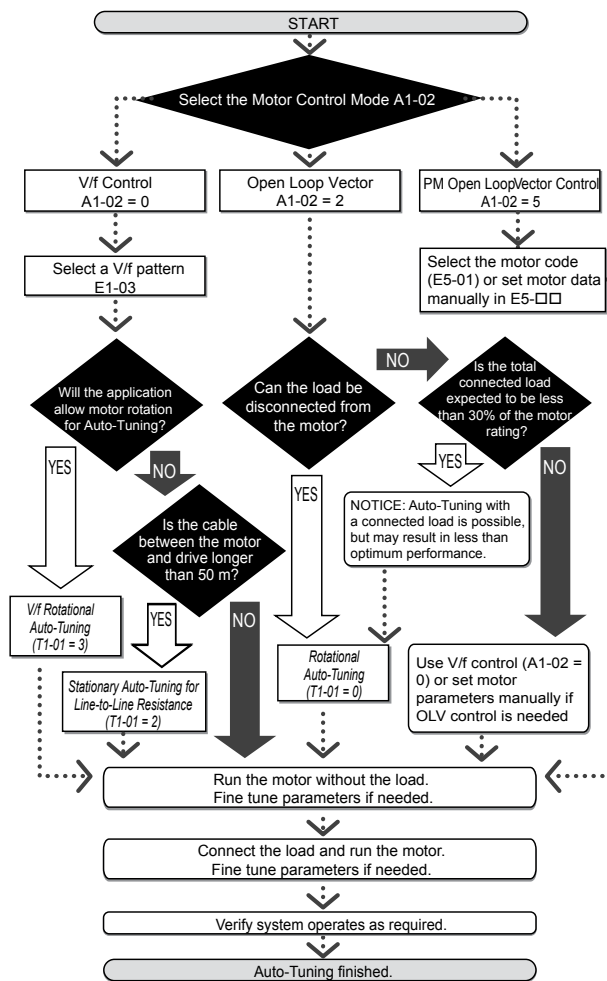 START
Select the Motor Control Mode A1-02
V/f Control
A1-02 = 0
Open Loop Vector
A1-02 = 2
PM Open LoopVector Control
A1-02 = 5
Select a V/f pattern
E1-03
Select the motor code
(E5-01) or set motor data
manually in E5-□□
Will the application
allow motor rotation
for Auto-Tuning?
Can the load be
disconnected from
the motor?
NO
Is the total
connected load
expected to be less
than 30% of the motor
rating?
YES
NO
YES
YES
NO
Is the cable
between the motor
and drive longer
than 50 m?
NOTICE: Auto-Tuning with
a connected load is possible,
but may result in less than
optimum performance.
V/f Rotational
Auto-Tuning
(T1-01 = 3)
YES
NO
Stationary Auto-Tuning for
Line-to-Line Resistance
(T1-01 = 2)
Rotational
Auto-Tuning
(T1-01 = 0)
Use V/f control (A1-02 =
0) or set motor
parameters manually if
OLV control is needed
Run the motor without the load.
Fine tune parameters if needed.
Connect the load and run the motor.
Fine tune parameters if needed.
Verify system operates as required.
Auto-Tuning finished.